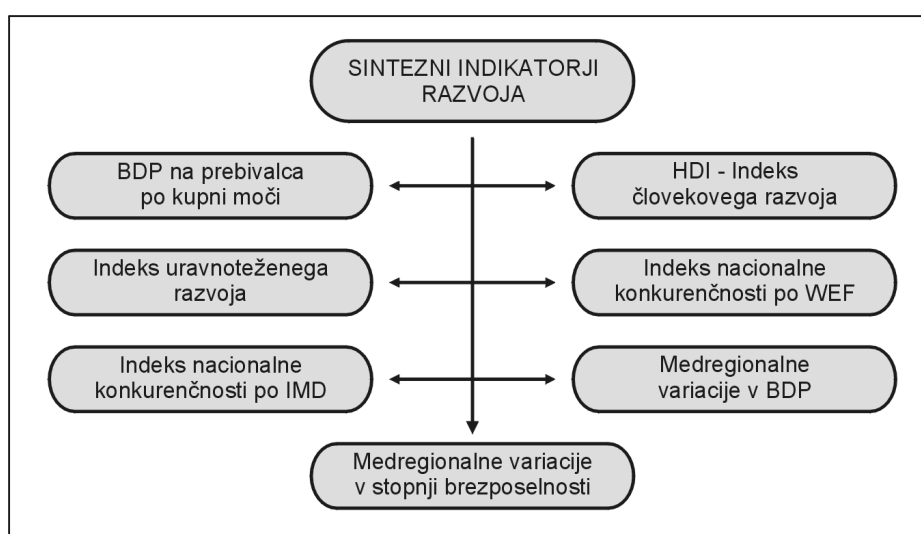 SINTEZNI INDIKATORJI
RAZVOJA
BDP na prebivalca
po kupni moči
HDI - Indeks
človekovega razvoja
Indeks uravnoteženega
razvoja
Indeks nacionalne
konkurenčnosti po WEF
Indeks nacionalne
konkurenčnosti po IMD
Medregionalne
variacije v BDP
Medregionalne variacije
v stopnji brezposelnosti